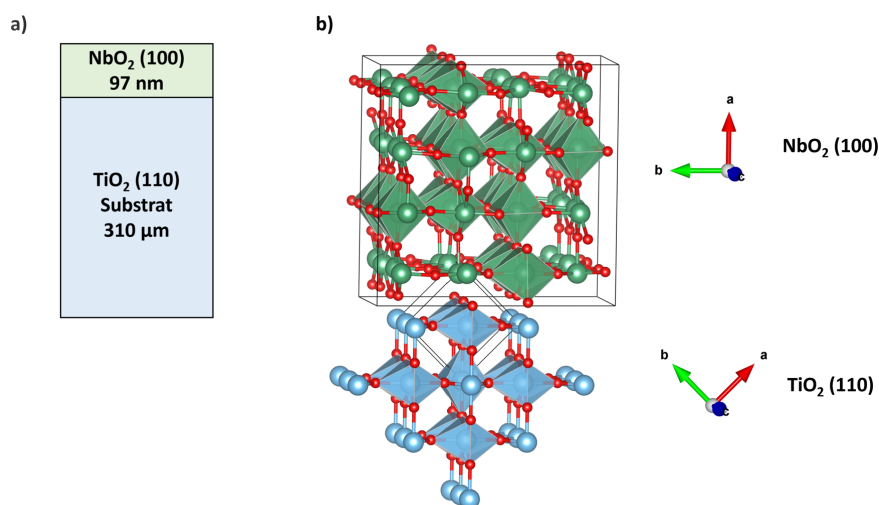 a)
NbO₂ (100)
97 nm
TiO₂ (110)
Substrat
310 µm
b)
a
b
c
NbO₂ (100)
b
a
c
TiO₂ (110)